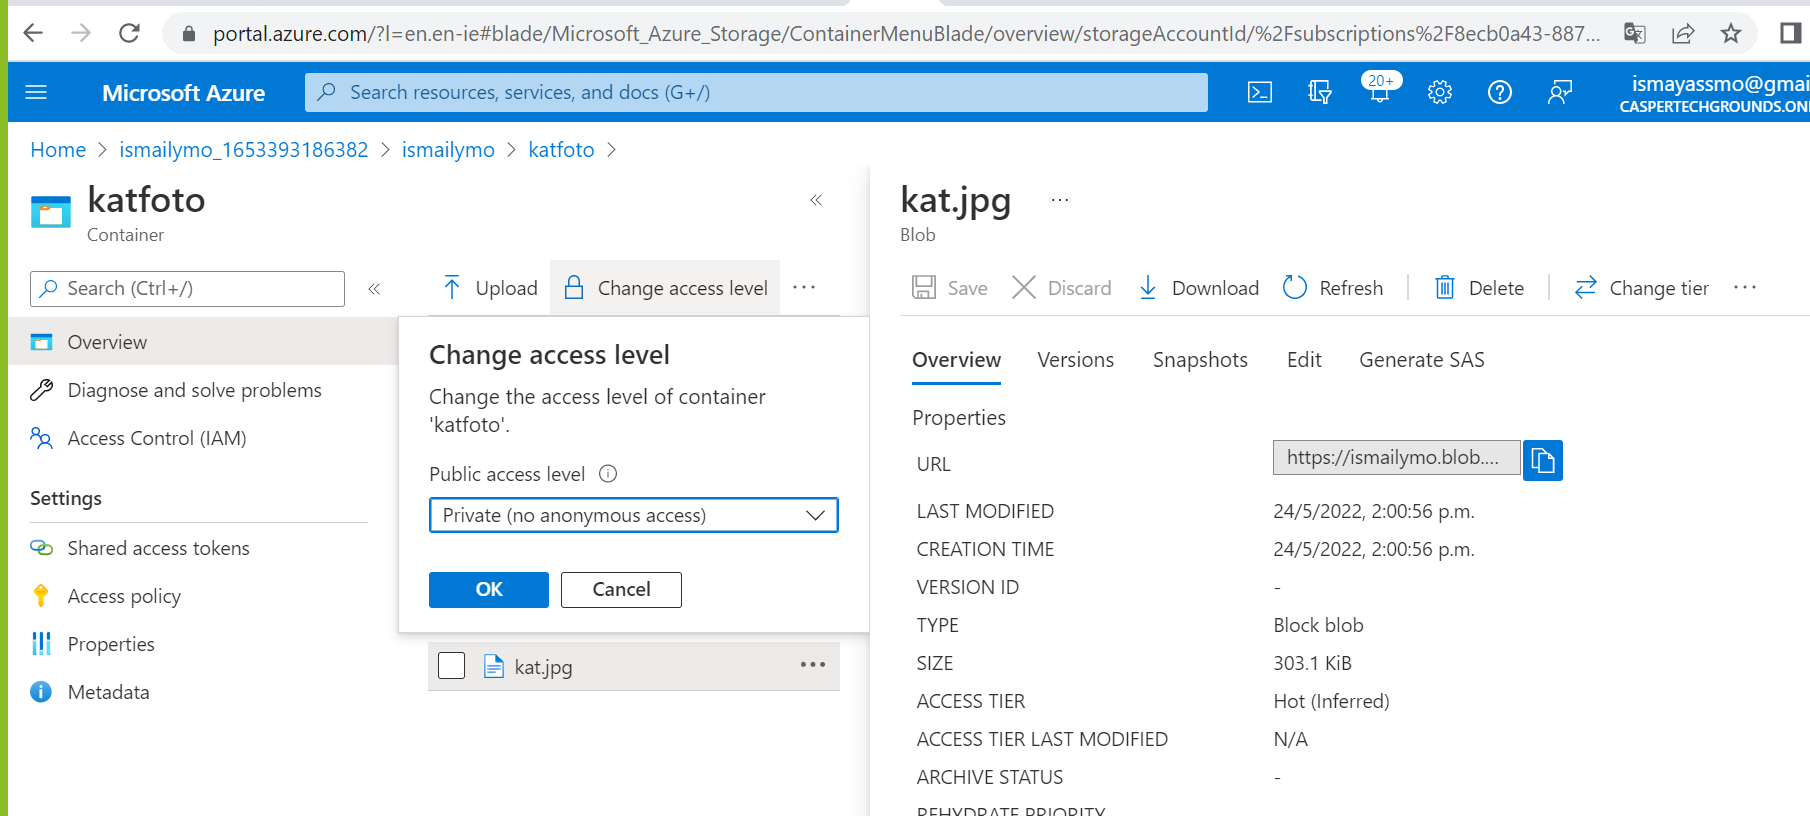 portal.azure.com/?l=en.en-ie#blade/Microsoft_Azure_Storage/ContainerMenuBlade/overview/storageAccountId/%2Fsubscriptions%2F8ecb0a43-887...
Microsoft Azure
Search resources, services, and docs (G+/)
20+
ismayassmo@gmai
CASPERTECHGROUNDS.ON
Home > ismailymo_1653393186382 > ismailymo > katfoto >
katfoto
Container
Search (Ctrl+/)
Overview
Diagnose and solve problems
Access Control (IAM)
Settings
Shared access tokens
Access policy
Properties
Metadata
Upload
Change access level
Change access level
Change the access level of container
'katfoto'.
Public access level
Private (no anonymous access)
OK
Cancel
kat.jpg
kat.jpg
Blob
Save
Discard
Download
Refresh
Delete
Change tier
Overview
Versions
Snapshots
Edit
Generate SAS
Properties
URL https://ismailymo.blob....
LAST MODIFIED 24/5/2022, 2:00:56 p.m.
CREATION TIME 24/5/2022, 2:00:56 p.m.
VERSION ID -
TYPE Block blob
SIZE 303.1 KiB
ACCESS TIER Hot (Inferred)
ACCESS TIER LAST MODIFIED N/A
ARCHIVE STATUS -
REHYDRATE PRIORITY